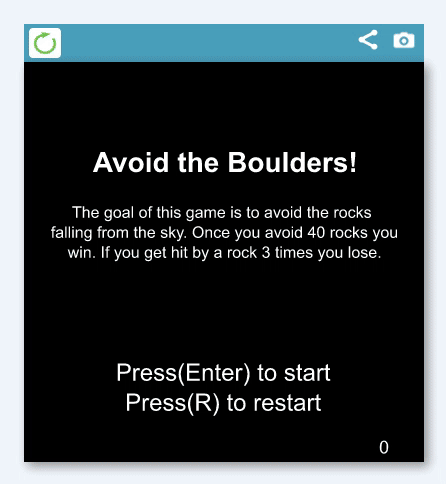 Avoid the Boulders!
The goal of this game is to avoid the rocks
falling from the sky. Once you avoid 40 rocks you
win. If you get hit by a rock 3 times you lose.
Press(Enter) to start
Press(R) to restart
0